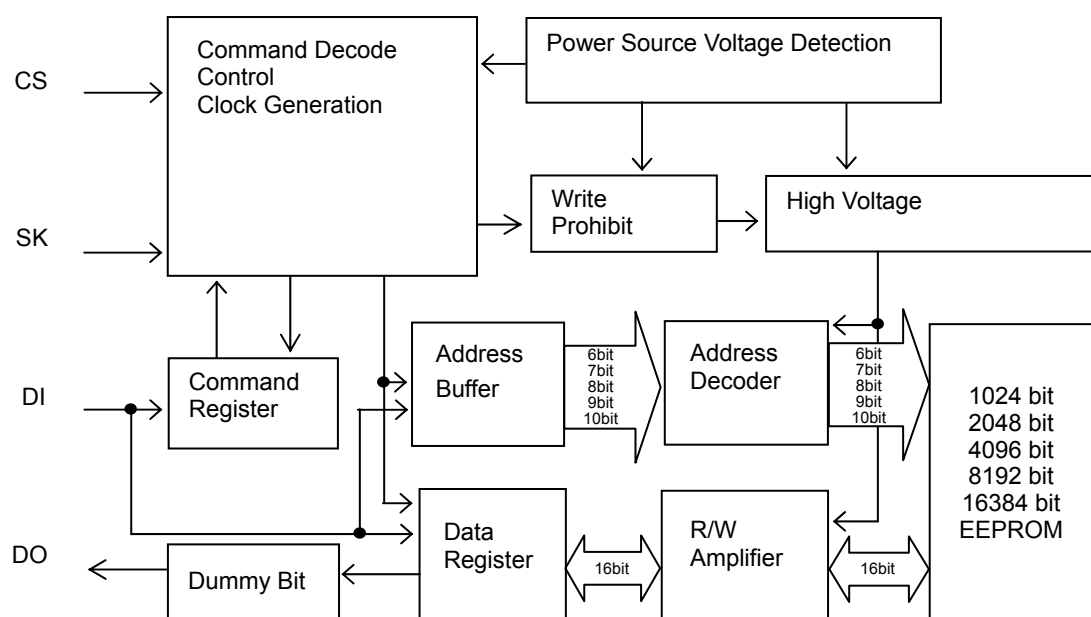 CS
SK
DI
DO
Command Decode
Control
Clock Generation
Power Source Voltage Detection
Write
Prohibit
High Voltage
Command
Register
Address
Buffer
6bit
7bit
8bit
9bit
10bit
Address
Decoder
6bit
7bit
8bit
9bit
10bit
1024 bit
2048 bit
4096 bit
8192 bit
16384 bit
EEPROM
Dummy Bit
Data
Register
16bit
R/W
Amplifier
16bit